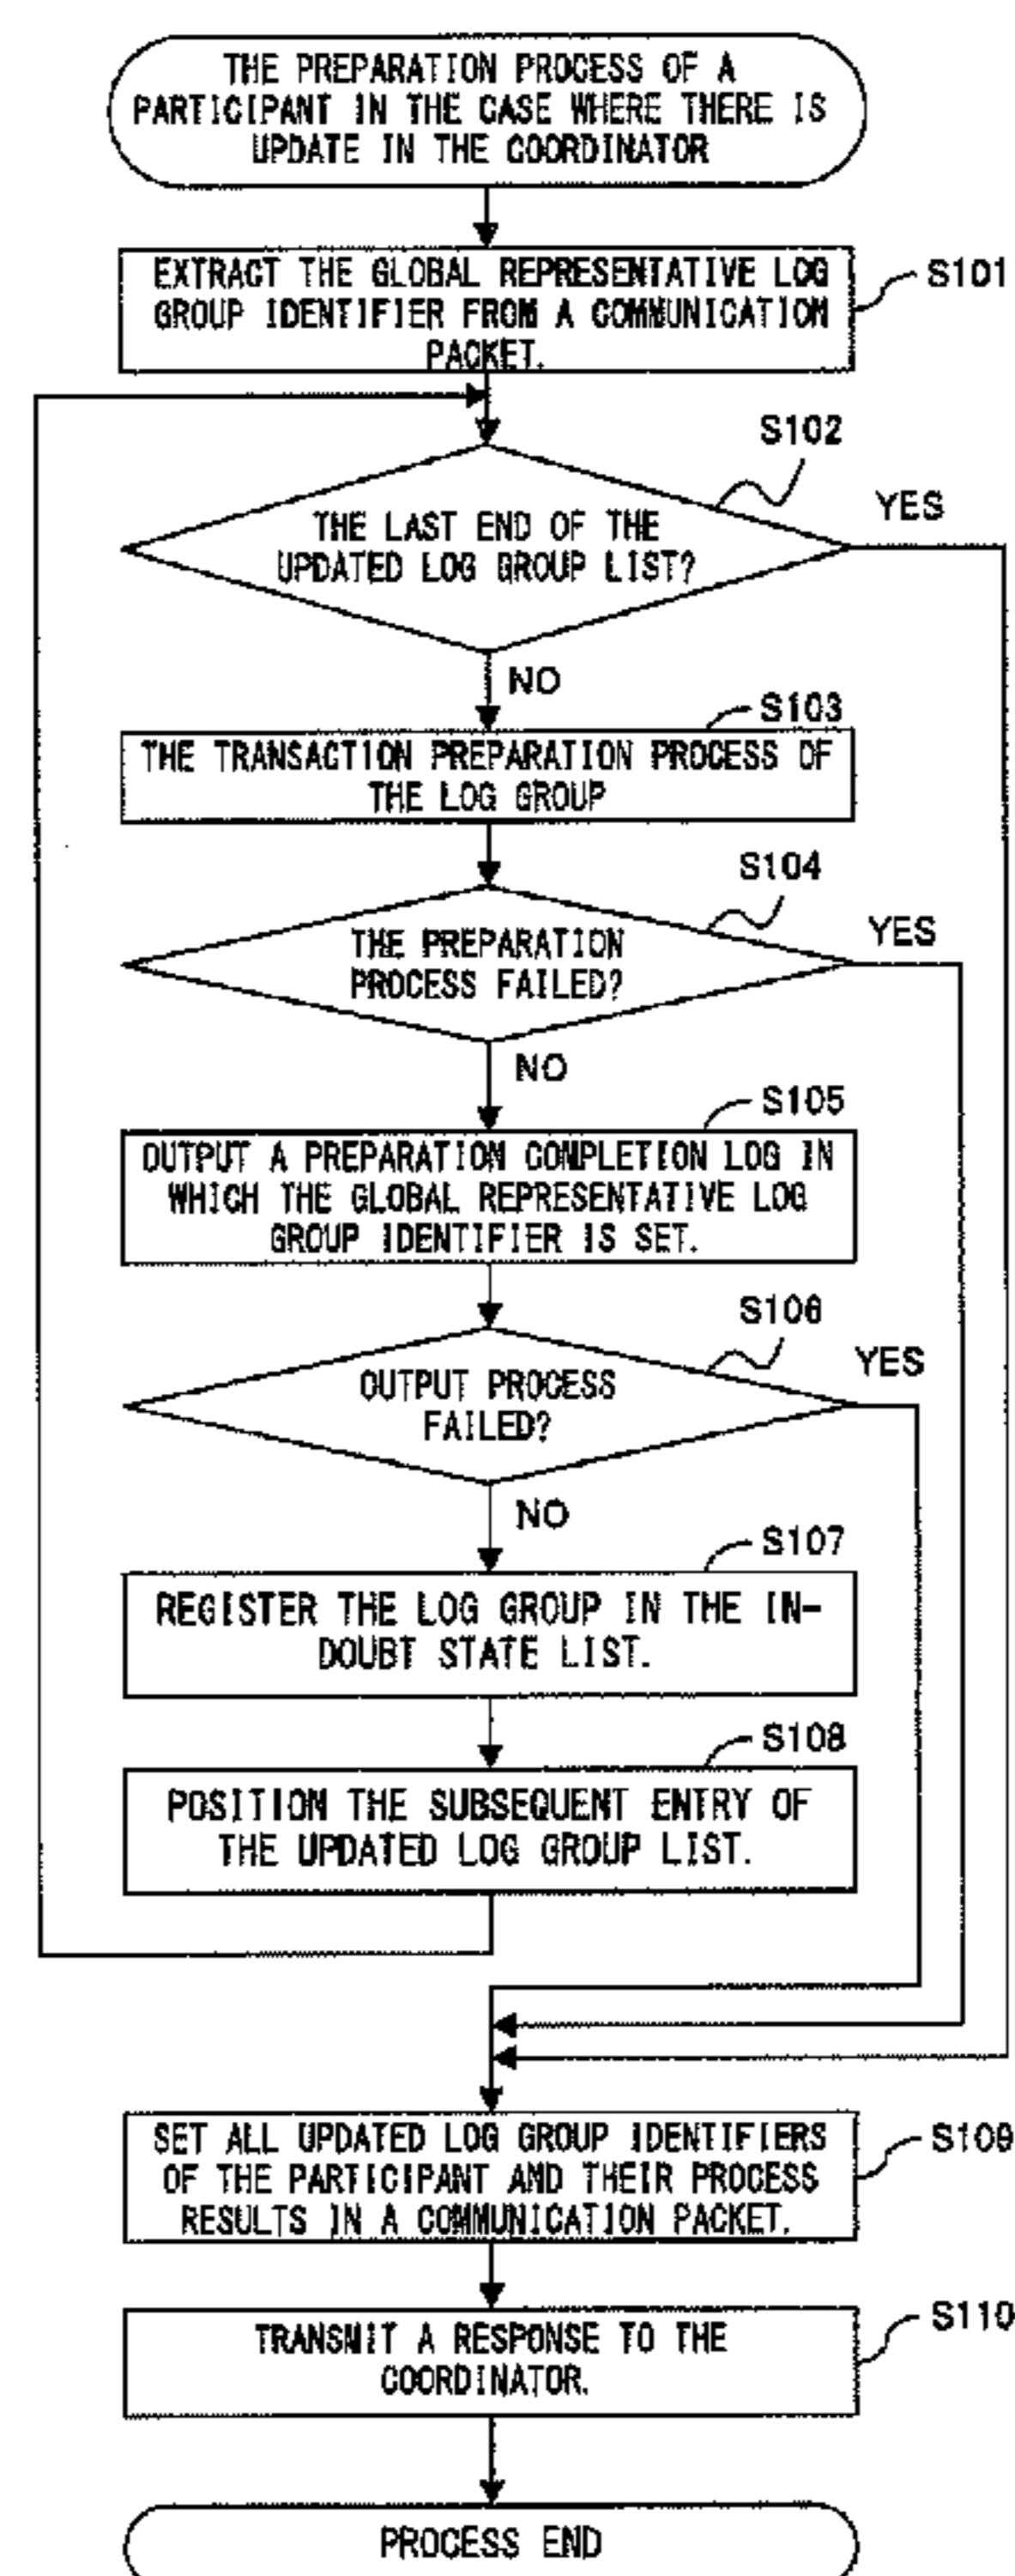 THE PREPARATION PROCESS OF A
PARTICIPANT IN THE CASE WHERE THERE IS
UPDATE IN THE COORDINATOR
EXTRACT THE GLOBAL REPRESENTATIVE LOG
GROUP IDENTIFIER FROM A COMMUNICATION
PACKET.
S101
S102
THE LAST END OF THE
UPDATED LOG GROUP LIST?
YES
NO
S103
THE TRANSACTION PREPARATION PROCESS OF
THE LOG GROUP
S104
THE PREPARATION
PROCESS FAILED?
YES
NO
S105
OUTPUT A PREPARATION COMPLETION LOG IN
WHICH THE GLOBAL REPRESENTATIVE LOG
GROUP IDENTIFIER IS SET.
S106
OUTPUT PROCESS
FAILED?
YES
NO
S107
REGISTER THE LOG GROUP IN THE IN-
DOUBT STATE LIST.
S108
POSITION THE SUBSEQUENT ENTRY OF
THE UPDATED LOG GROUP LIST.
SET ALL UPDATED LOG GROUP IDENTIFIERS
OF THE PARTICIPANT AND THEIR PROCESS
RESULTS IN A COMMUNICATION PACKET.
S109
TRANSMIT A RESPONSE TO THE
COORDINATOR.
S110
PROCESS END